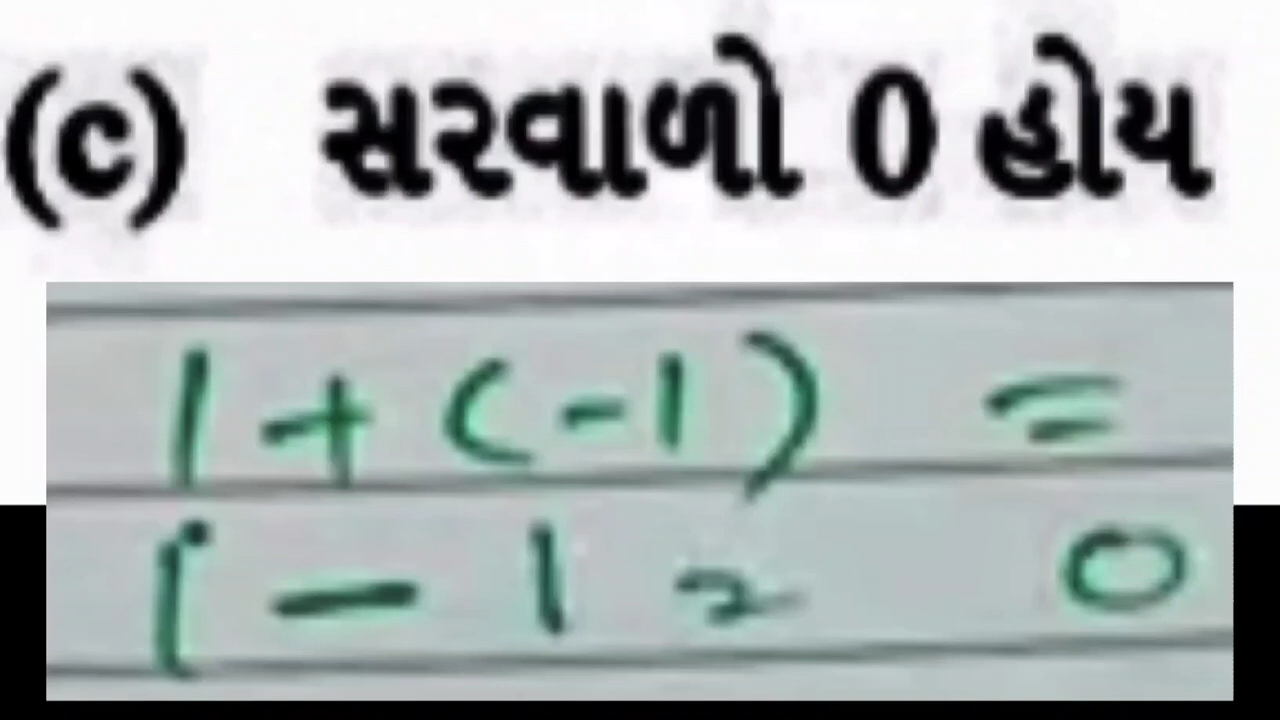 (c) સરવાળો 0 હોય
1 + (-1) =
1 - 1 = 0